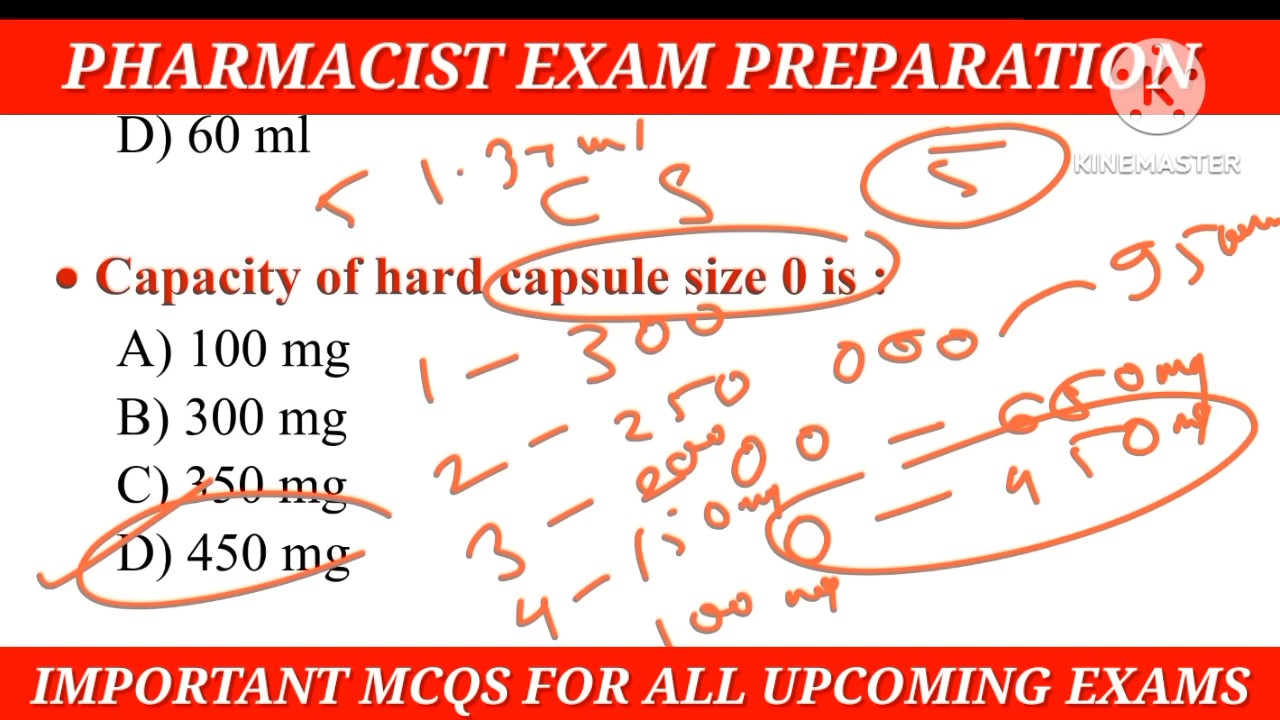 PHARMACIST EXAM PREPARATION
KINEMASTER
D) 60 ml
1.37 ml
C S
5
• Capacity of hard capsule size 0 is :
A) 100 mg
B) 300 mg
C) 350 mg
D) 450 mg
1 — 300
2 — 250
3 — 200
4 — 150 mg
100 mg
000 950
00 = 650 mg
0 — 450 mg
IMPORTANT MCQS FOR ALL UPCOMING EXAMS